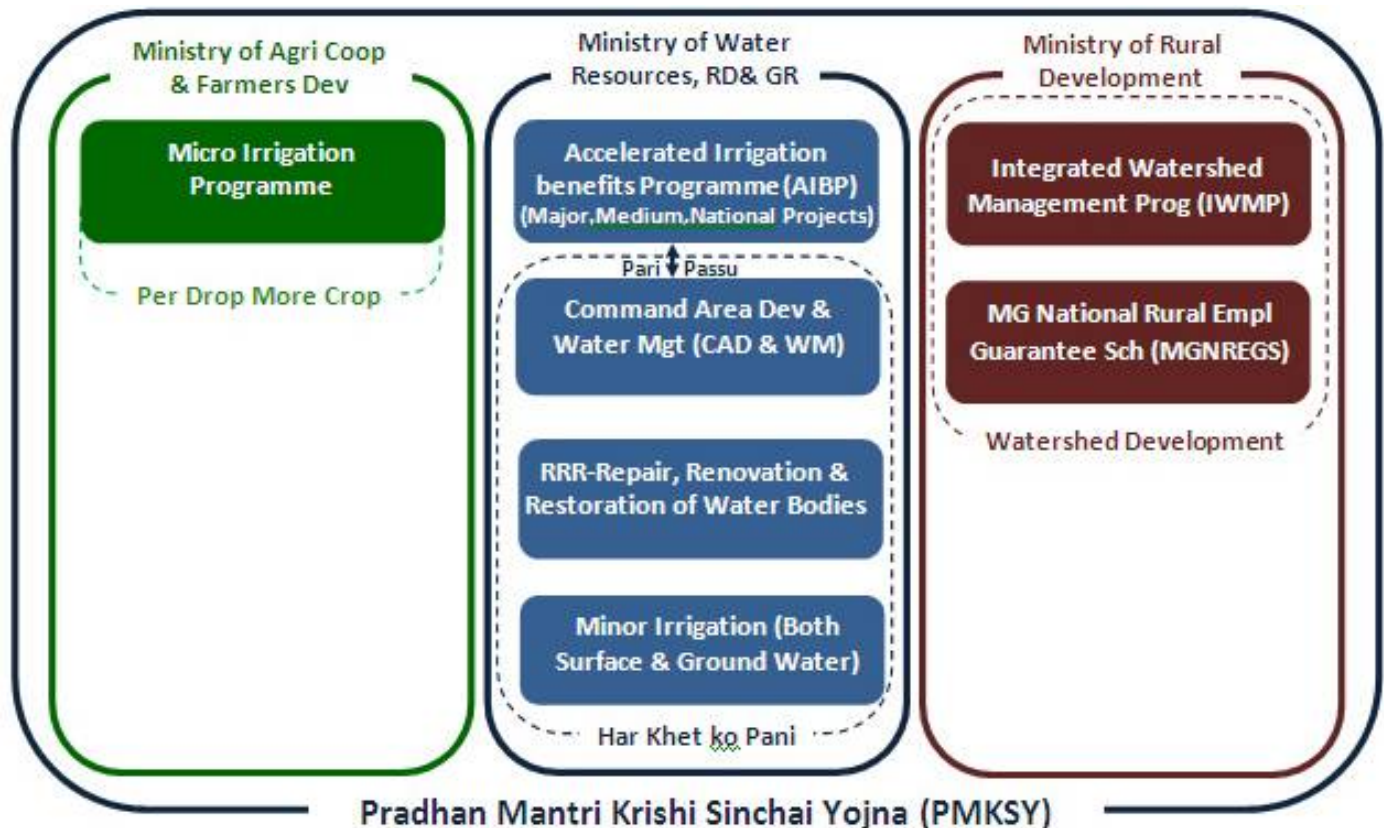 Ministry of Agri Coop
& Farmers Dev
Micro Irrigation
Programme
Per Drop More Crop
Ministry of Water
Resources, RD& GR
Accelerated Irrigation
benefits Programme (AIBP)
(Major,Medium,National Projects)
Pari Passu
Command Area Dev &
Water Mgt (CAD & WM)
RRR-Repair, Renovation &
Restoration of Water Bodies
Minor Irrigation (Both
Surface & Ground Water)
Har Khet ko Pani
Ministry of Rural
Development
Integrated Watershed
Management Prog (IWMP)
MG National Rural Empl
Guarantee Sch (MGNREGS)
Watershed Development
Pradhan Mantri Krishi Sinchai Yojna (PMKSY)